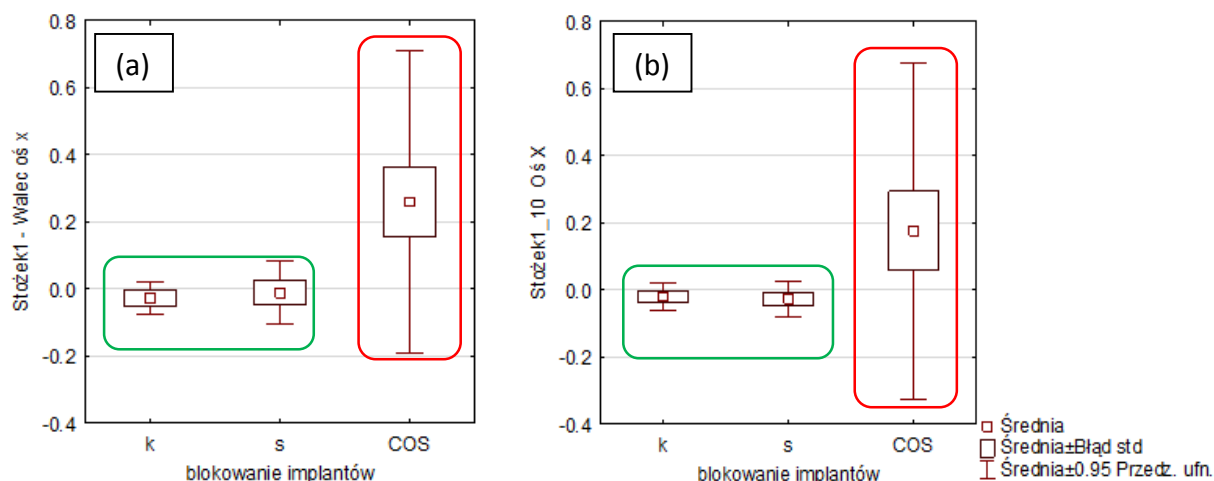 (a)
Stożek1 - Walec oś x
0.8
0.6
0.4
0.2
0.0
-0.2
-0.4
k s COS
blokowanie implantów
(b)
Stożek1_10 Oś X
0.8
0.6
0.4
0.2
0.0
-0.2
-0.4
k s COS
blokowanie implantów
Średnia
Średnia±Błąd std
Średnia±0.95 Przedz. ufn.